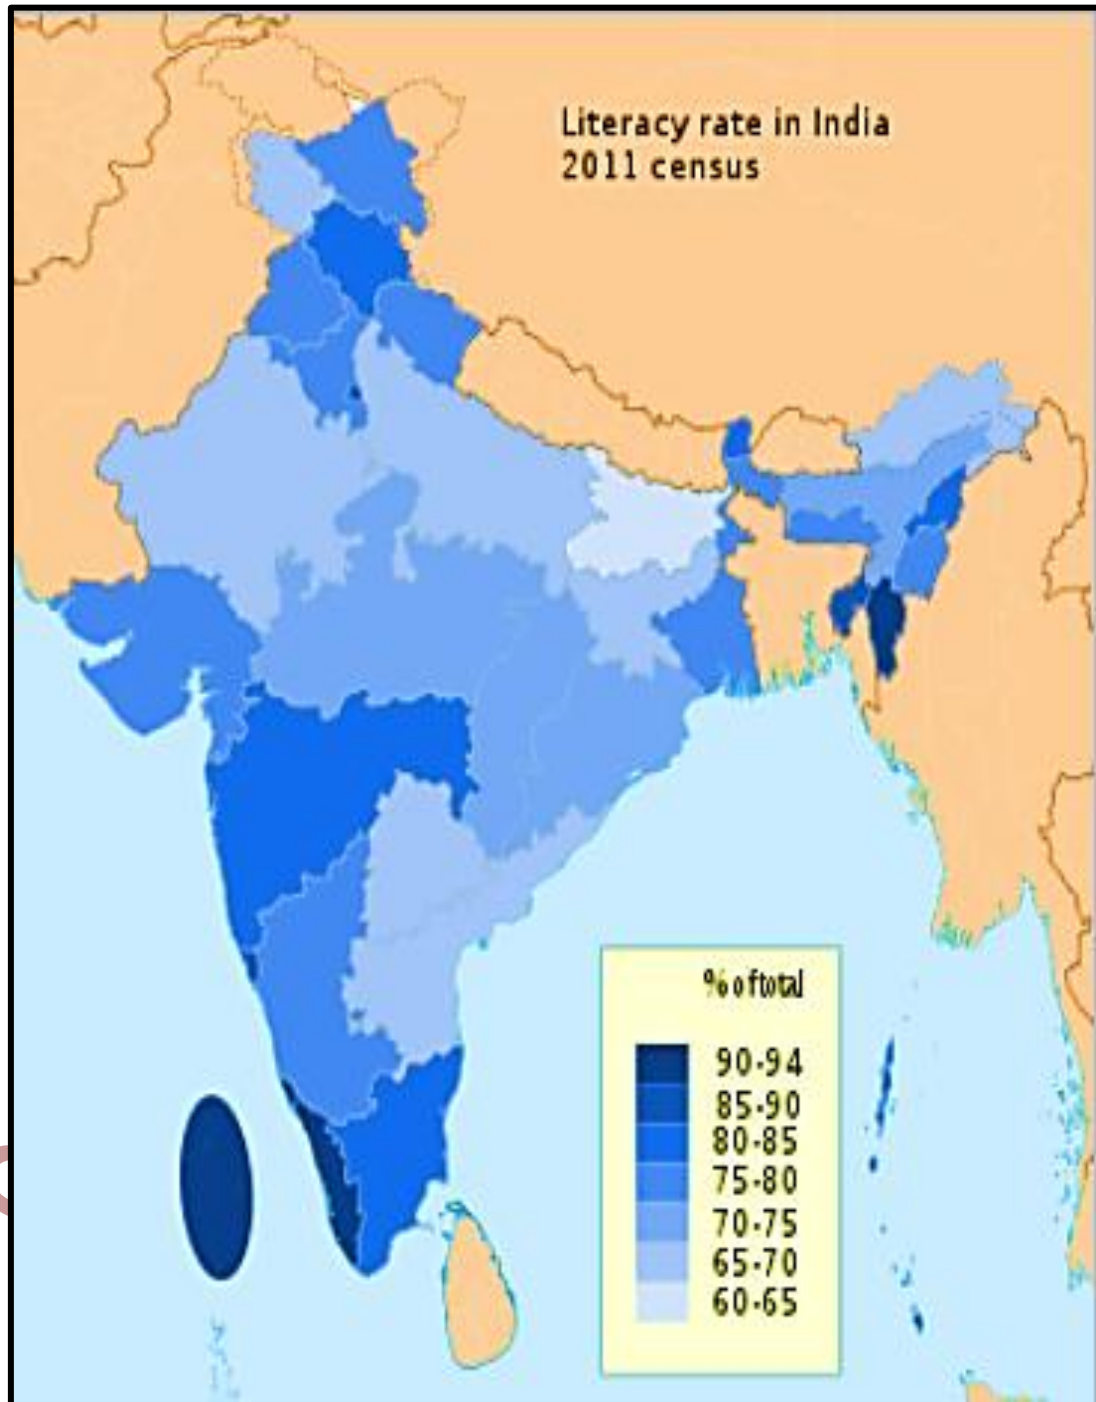 Literacy rate in India
2011 census
% of total
90-94
85-90
80-85
75-80
70-75
65-70
60-65